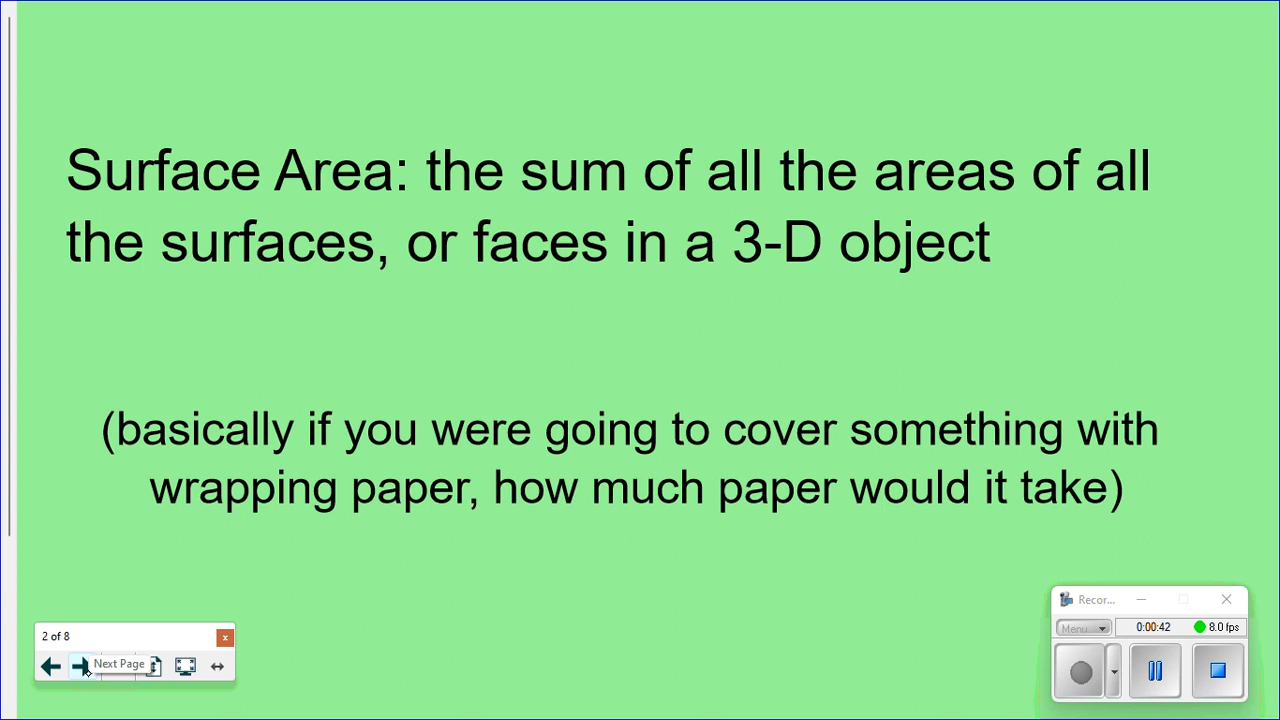 Surface Area: the sum of all the areas of all
the surfaces, or faces in a 3-D object
(basically if you were going to cover something with
wrapping paper, how much paper would it take)
2 of 8
x
Next Page
Recor...
Menu
0:00:42
8.0 fps